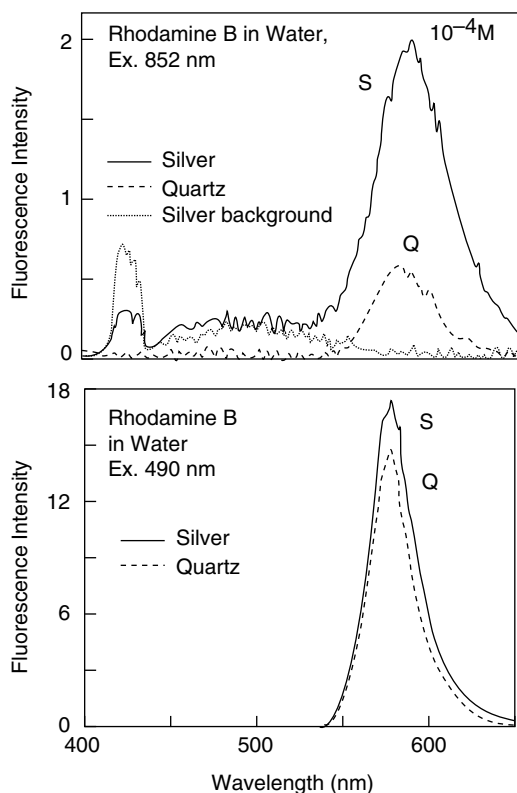 Rhodamine B in Water,
Ex. 852 nm
10⁻⁴M
S
Silver
Quartz
Silver background
Q
Fluorescence Intensity
2
1
0
Rhodamine B
in Water
Ex. 490 nm
S
Q
Silver
Quartz
Fluorescence Intensity
18
12
6
0
400
500
600
Wavelength (nm)